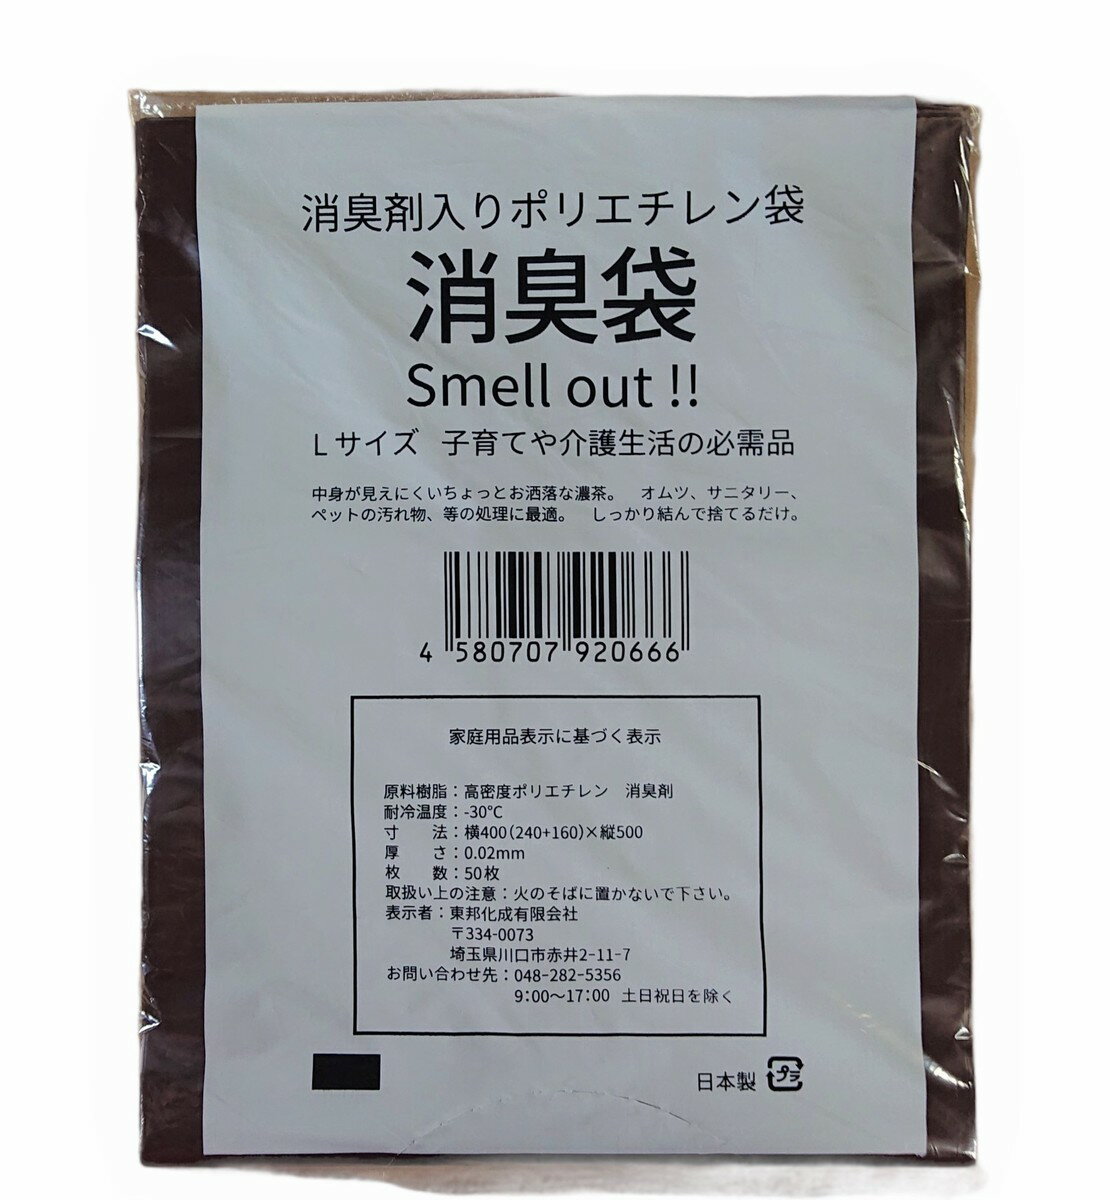 消臭剤入りポリエチレン袋
消臭袋
Smell out !!
Lサイズ 子育てや介護生活の必需品
中身が見えにくいちょっとお洒落な濃茶。 オムツ、サニタリー、
ペットの汚れ物、等の処理に最適。 しっかり結んで捨てるだけ。
4 580707 920666
家庭用品表示に基づく表示
原料樹脂：高密度ポリエチレン 消臭剤
耐冷温度：-30℃
寸 法：横400（240+160）×縦500
厚 さ：0.02mm
枚 数：50枚
取扱い上の注意：火のそばに置かないで下さい。
表示者：東邦化成有限会社
〒334-0073
埼玉県川口市赤井2-11-7
お問い合わせ先：048-282-5356
9：00～17：00 土日祝日を除く
日本製 プラ